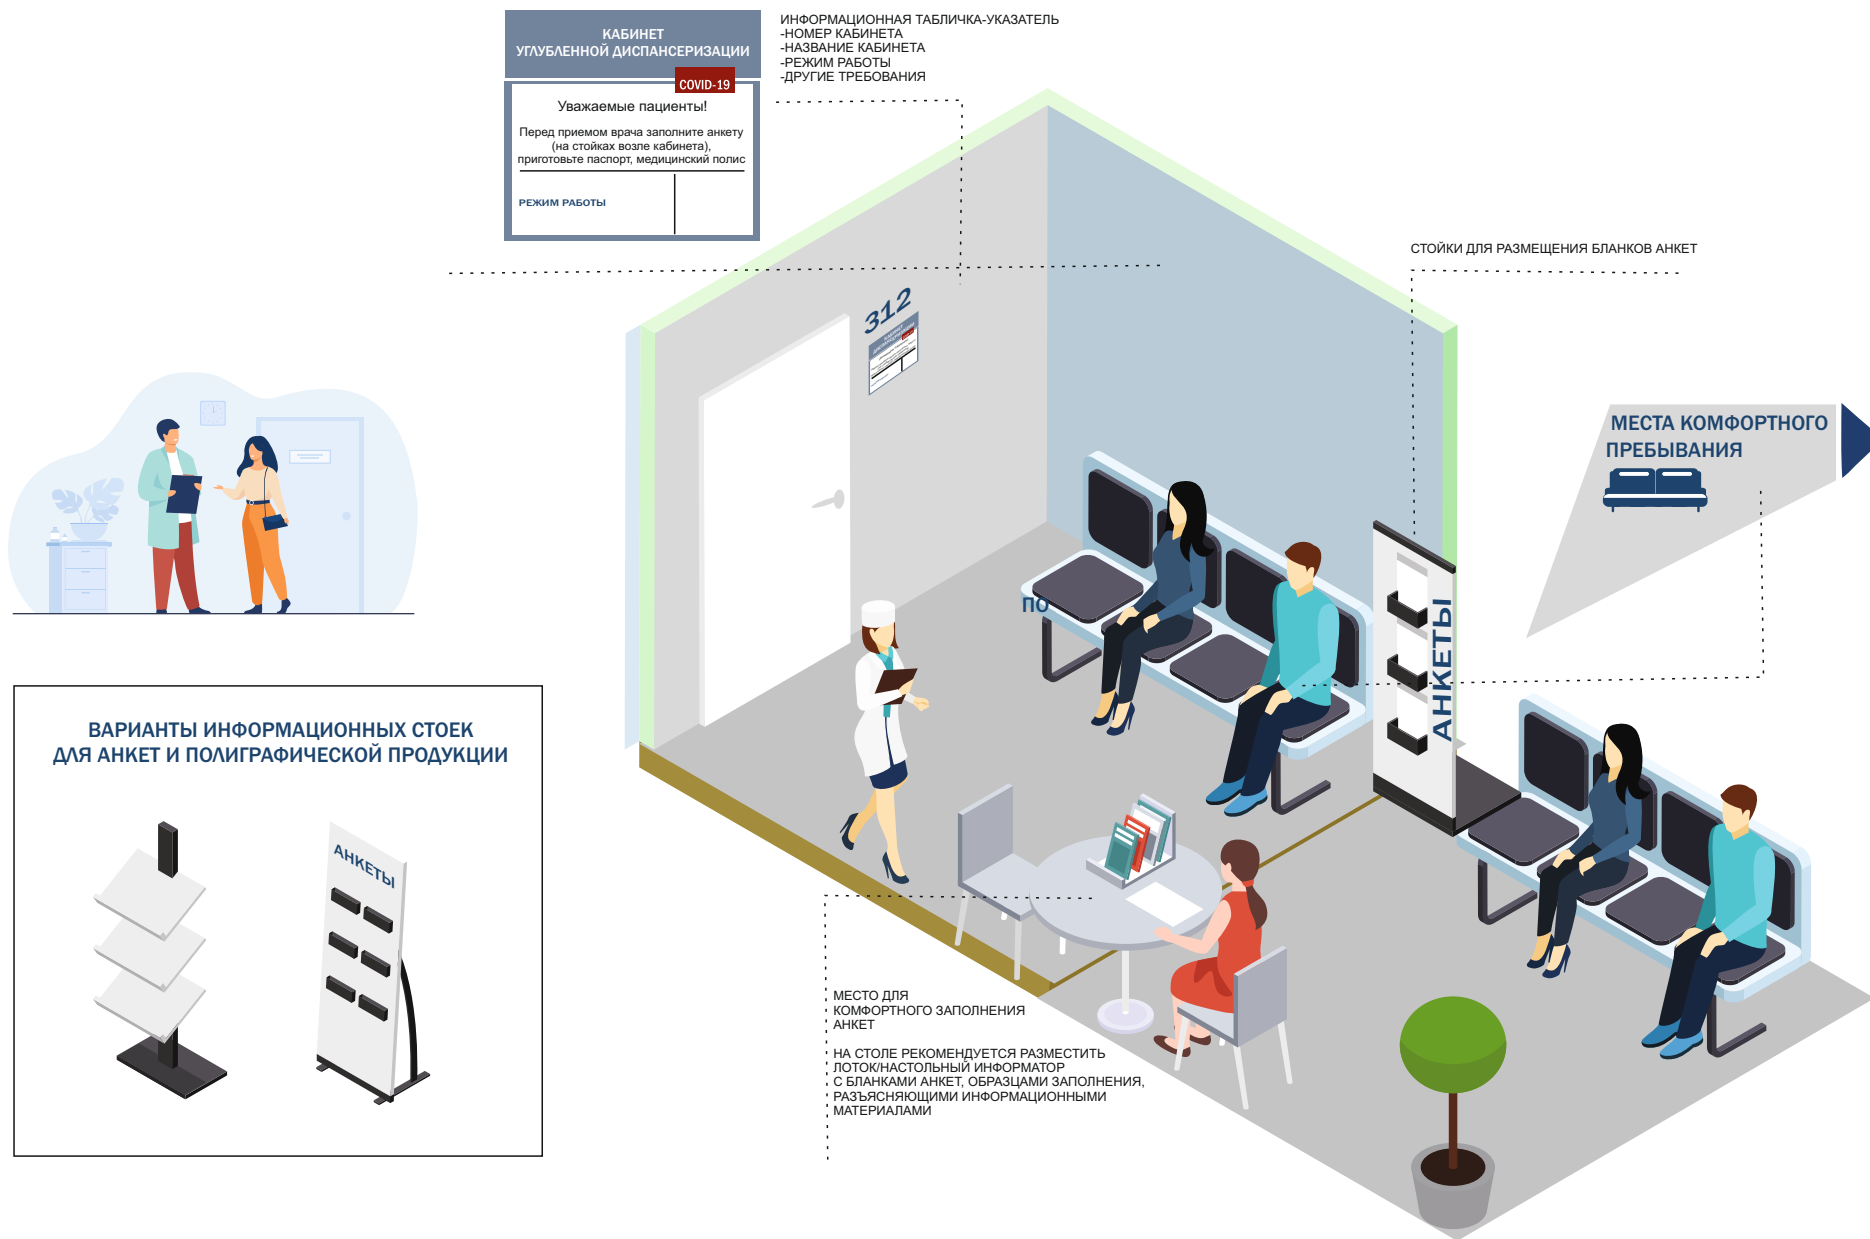 КАБИНЕТ
УГЛУБЛЕННОЙ ДИСПАНСЕРИЗАЦИИ
COVID-19
Уважаемые пациенты!
Перед приемом врача заполните анкету
(на стойках возле кабинета),
приготовьте паспорт, медицинский полис
РЕЖИМ РАБОТЫ
ИНФОРМАЦИОННАЯ ТАБЛИЧКА-УКАЗАТЕЛЬ
-НОМЕР КАБИНЕТА
-НАЗВАНИЕ КАБИНЕТА
-РЕЖИМ РАБОТЫ
-ДРУГИЕ ТРЕБОВАНИЯ
СТОЙКИ ДЛЯ РАЗМЕЩЕНИЯ БЛАНКОВ АНКЕТ
312
МЕСТА КОМФОРТНОГО
ПРЕБЫВАНИЯ
ПО
АНКЕТЫ
ВАРИАНТЫ ИНФОРМАЦИОННЫХ СТОЕК
ДЛЯ АНКЕТ И ПОЛИГРАФИЧЕСКОЙ ПРОДУКЦИИ
АНКЕТЫ
МЕСТО ДЛЯ
КОМФОРТНОГО ЗАПОЛНЕНИЯ
АНКЕТ
НА СТОЛЕ РЕКОМЕНДУЕТСЯ РАЗМЕСТИТЬ
ЛОТОК/НАСТОЛЬНЫЙ ИНФОРМАТОР
С БЛАНКАМИ АНКЕТ, ОБРАЗЦАМИ ЗАПОЛНЕНИЯ,
РАЗЪЯСНЯЮЩИМИ ИНФОРМАЦИОННЫМИ
МАТЕРИАЛАМИ